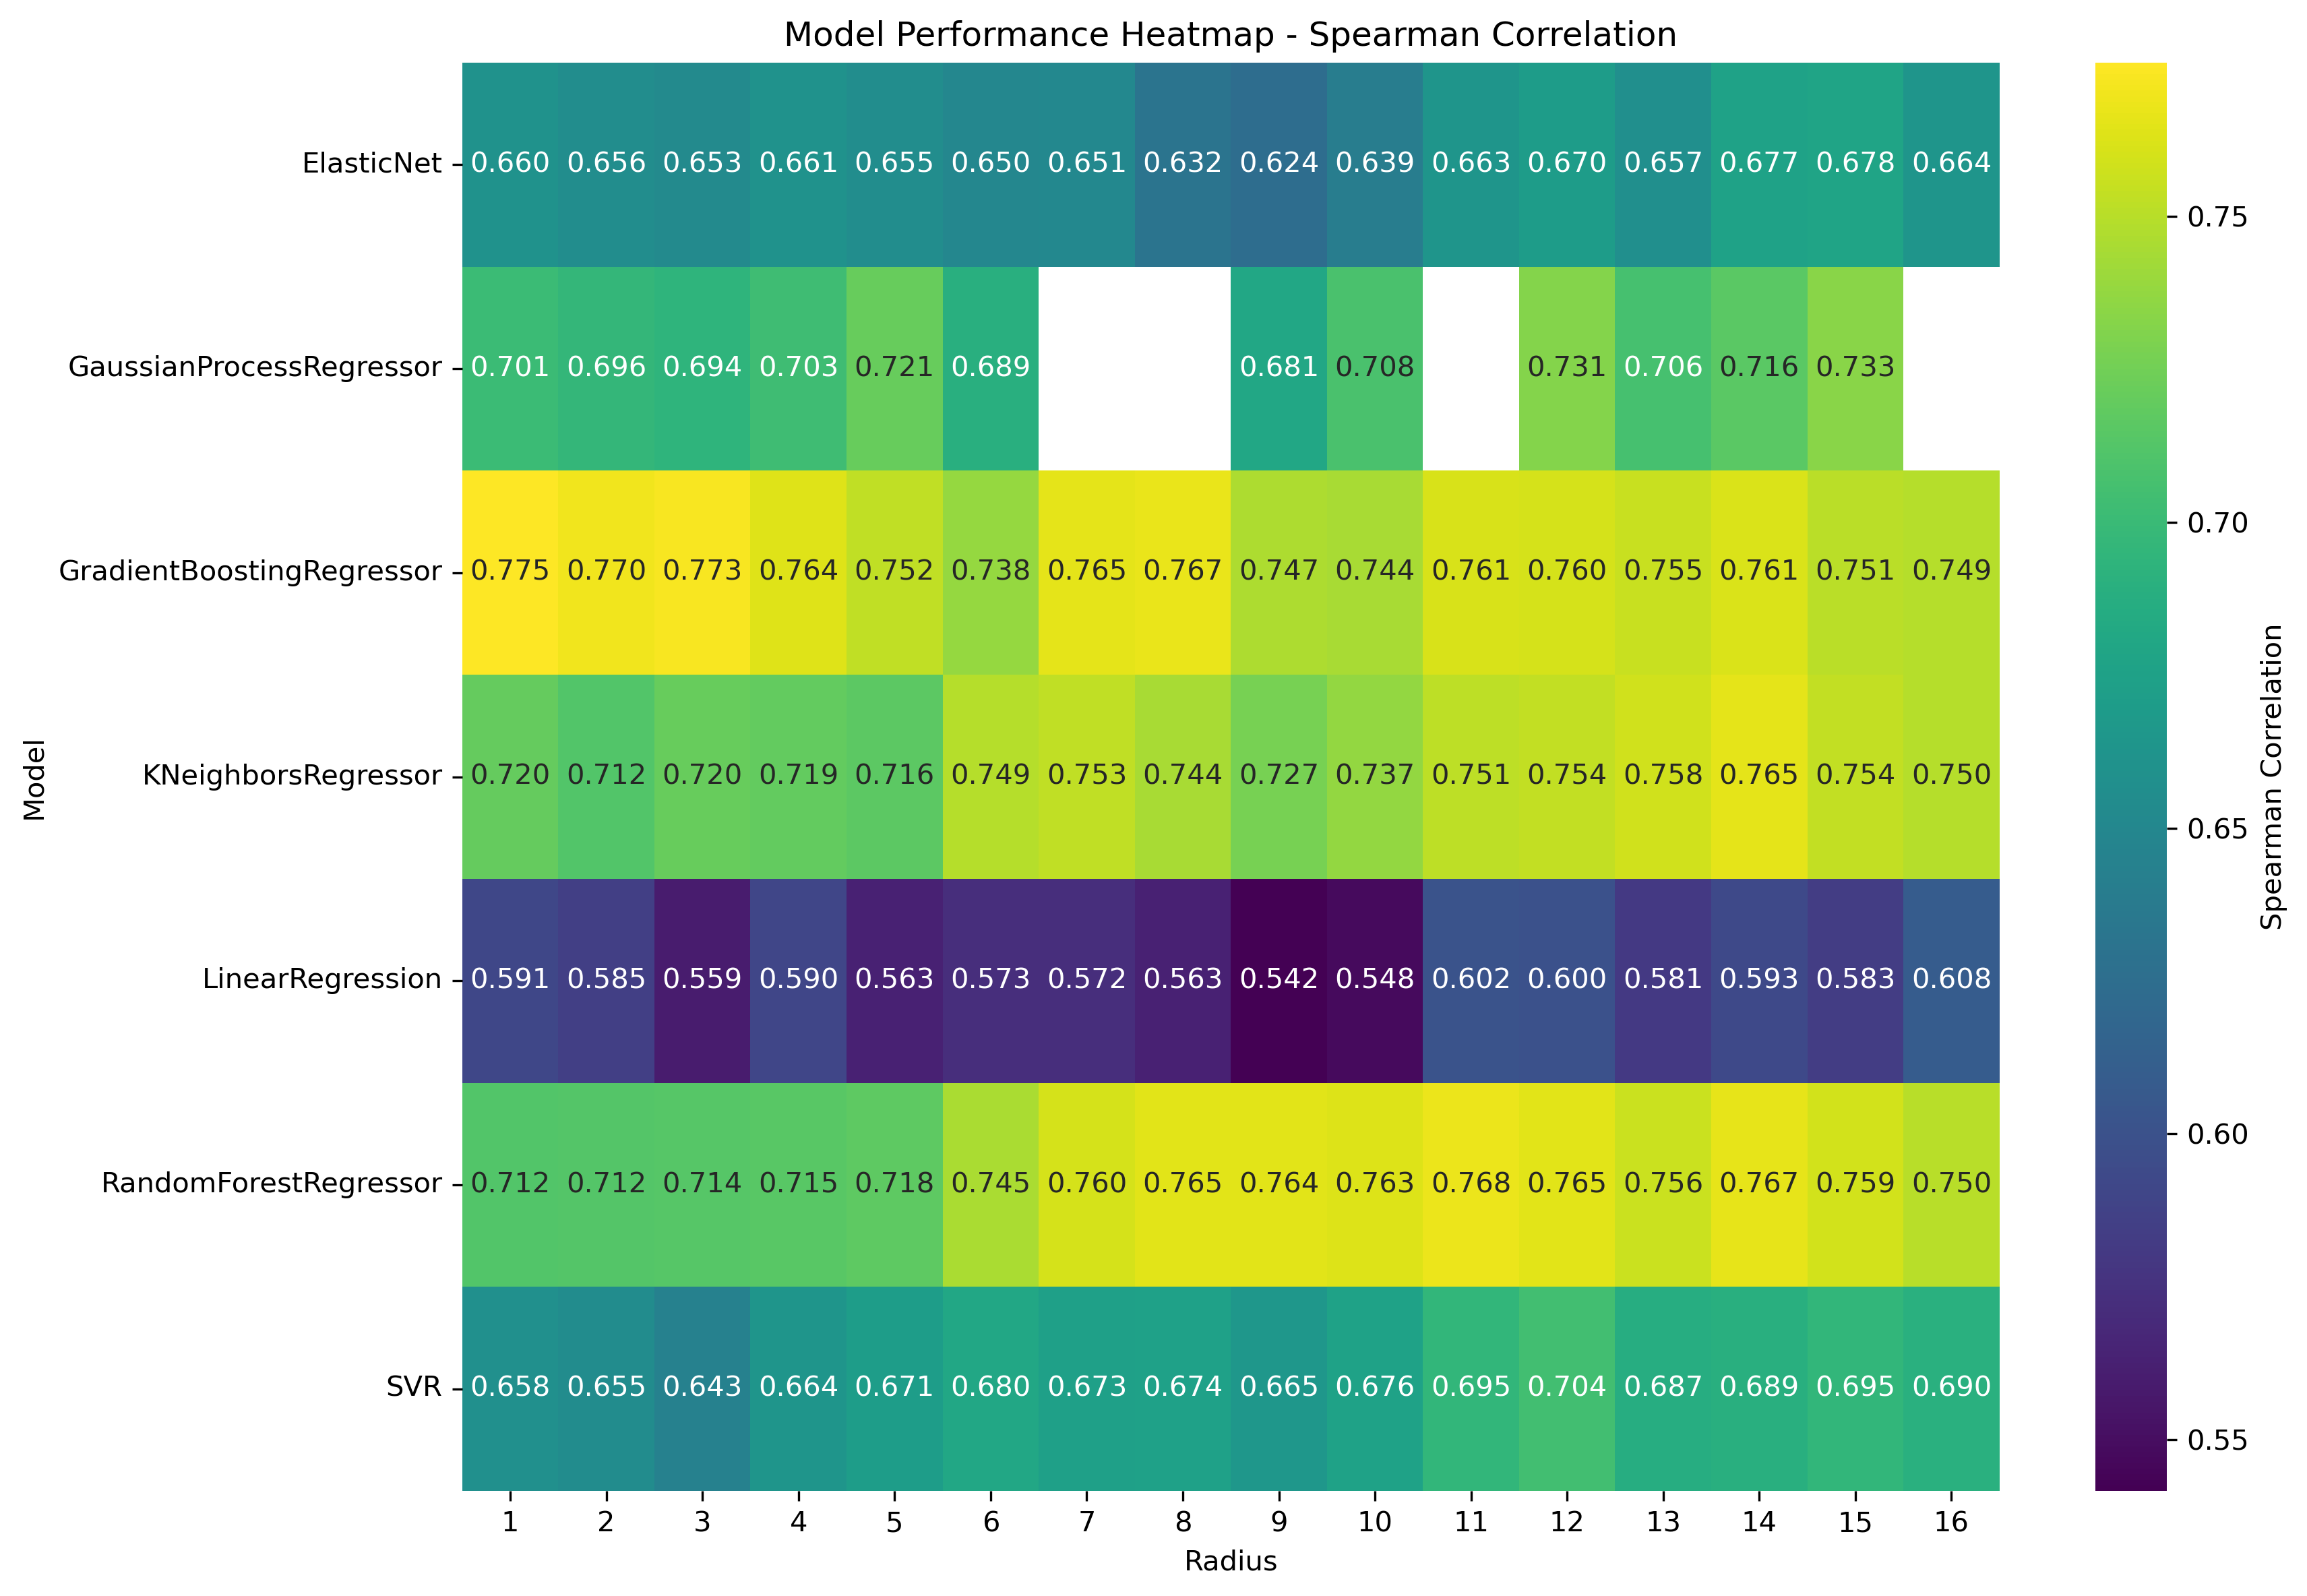 Model Performance Heatmap - Spearman Correlation
ElasticNet 0.660 0.656 0.653 0.661 0.655 0.650 0.651 0.632 0.624 0.639 0.663 0.670 0.657 0.677 0.678 0.664
GaussianProcessRegressor 0.701 0.696 0.694 0.703 0.721 0.689 0.681 0.708 0.731 0.706 0.716 0.733
GradientBoostingRegressor 0.775 0.770 0.773 0.764 0.752 0.738 0.765 0.767 0.747 0.744 0.761 0.760 0.755 0.761 0.751 0.749
KNeighborsRegressor 0.720 0.712 0.720 0.719 0.716 0.749 0.753 0.744 0.727 0.737 0.751 0.754 0.758 0.765 0.754 0.750
LinearRegression 0.591 0.585 0.559 0.590 0.563 0.573 0.572 0.563 0.542 0.548 0.602 0.600 0.581 0.593 0.583 0.608
RandomForestRegressor 0.712 0.712 0.714 0.715 0.718 0.745 0.760 0.765 0.764 0.763 0.768 0.765 0.756 0.767 0.759 0.750
SVR 0.658 0.655 0.643 0.664 0.671 0.680 0.673 0.674 0.665 0.676 0.695 0.704 0.687 0.689 0.695 0.690
1 2 3 4 5 6 7 8 9 10 11 12 13 14 15 16
Radius
Model
0.75
0.70
0.65
0.60
0.55
Spearman Correlation